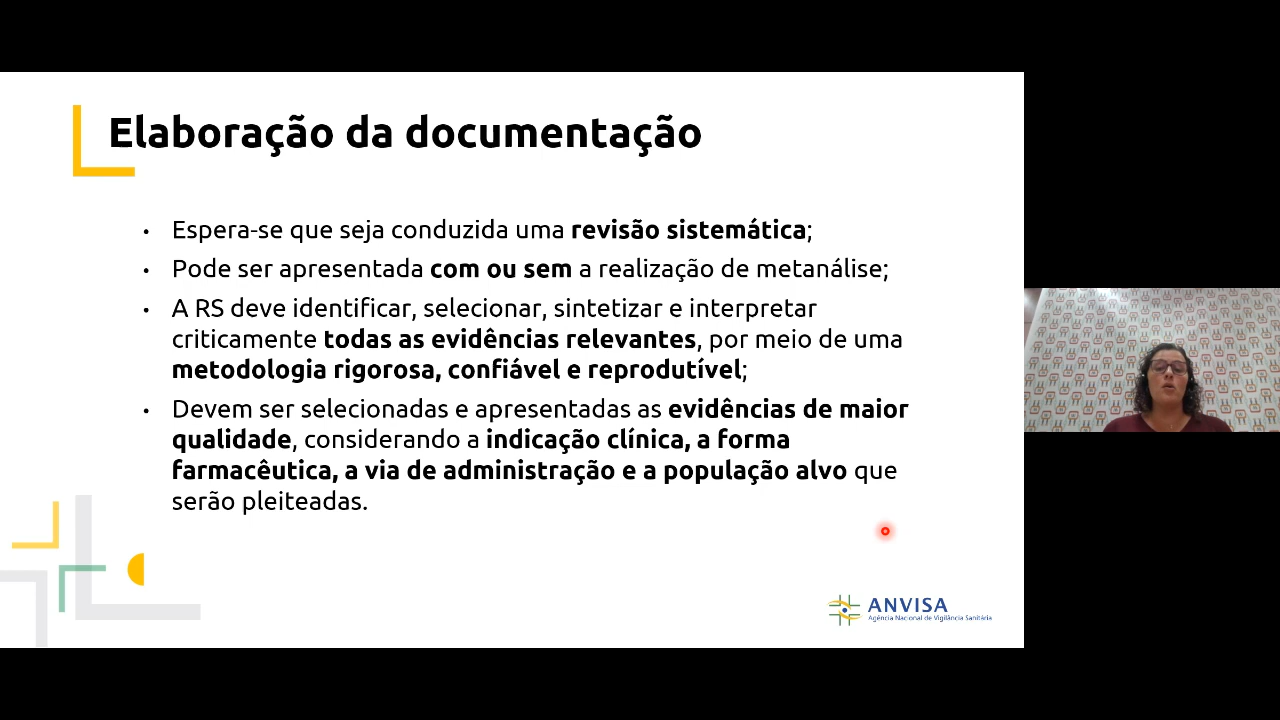 Elaboração da documentação
• Espera-se que seja conduzida uma revisão sistemática;
• Pode ser apresentada com ou sem a realização de metanálise;
• A RS deve identificar, selecionar, sintetizar e interpretar
criticamente todas as evidências relevantes, por meio de uma
metodologia rigorosa, confiável e reprodutível;
• Devem ser selecionadas e apresentadas as evidências de maior
qualidade, considerando a indicação clínica, a forma
farmacêutica, a via de administração e a população alvo que
serão pleiteadas.
ANVISA
Agência Nacional de Vigilância Sanitária